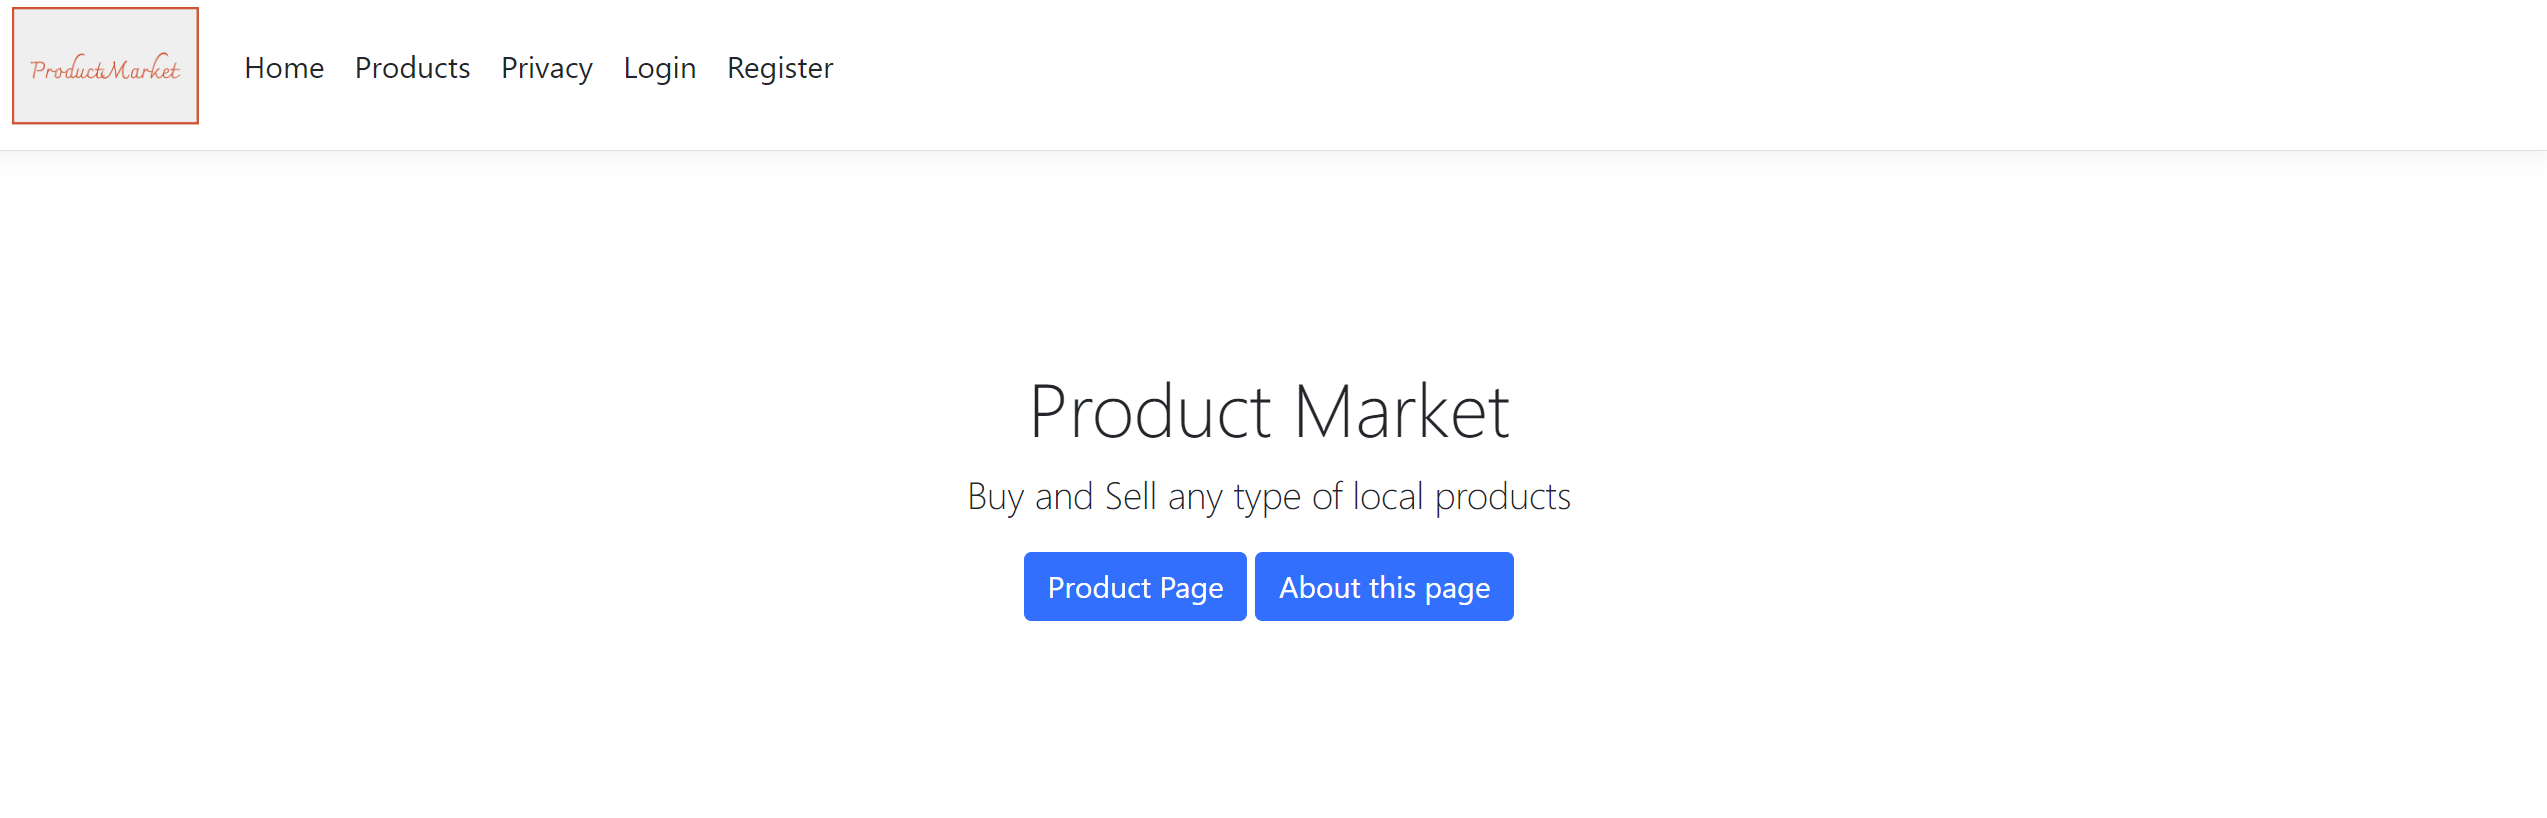 ProductMarket
Home Products Privacy Login Register
Product Market
Buy and Sell any type of local products
Product Page About this page